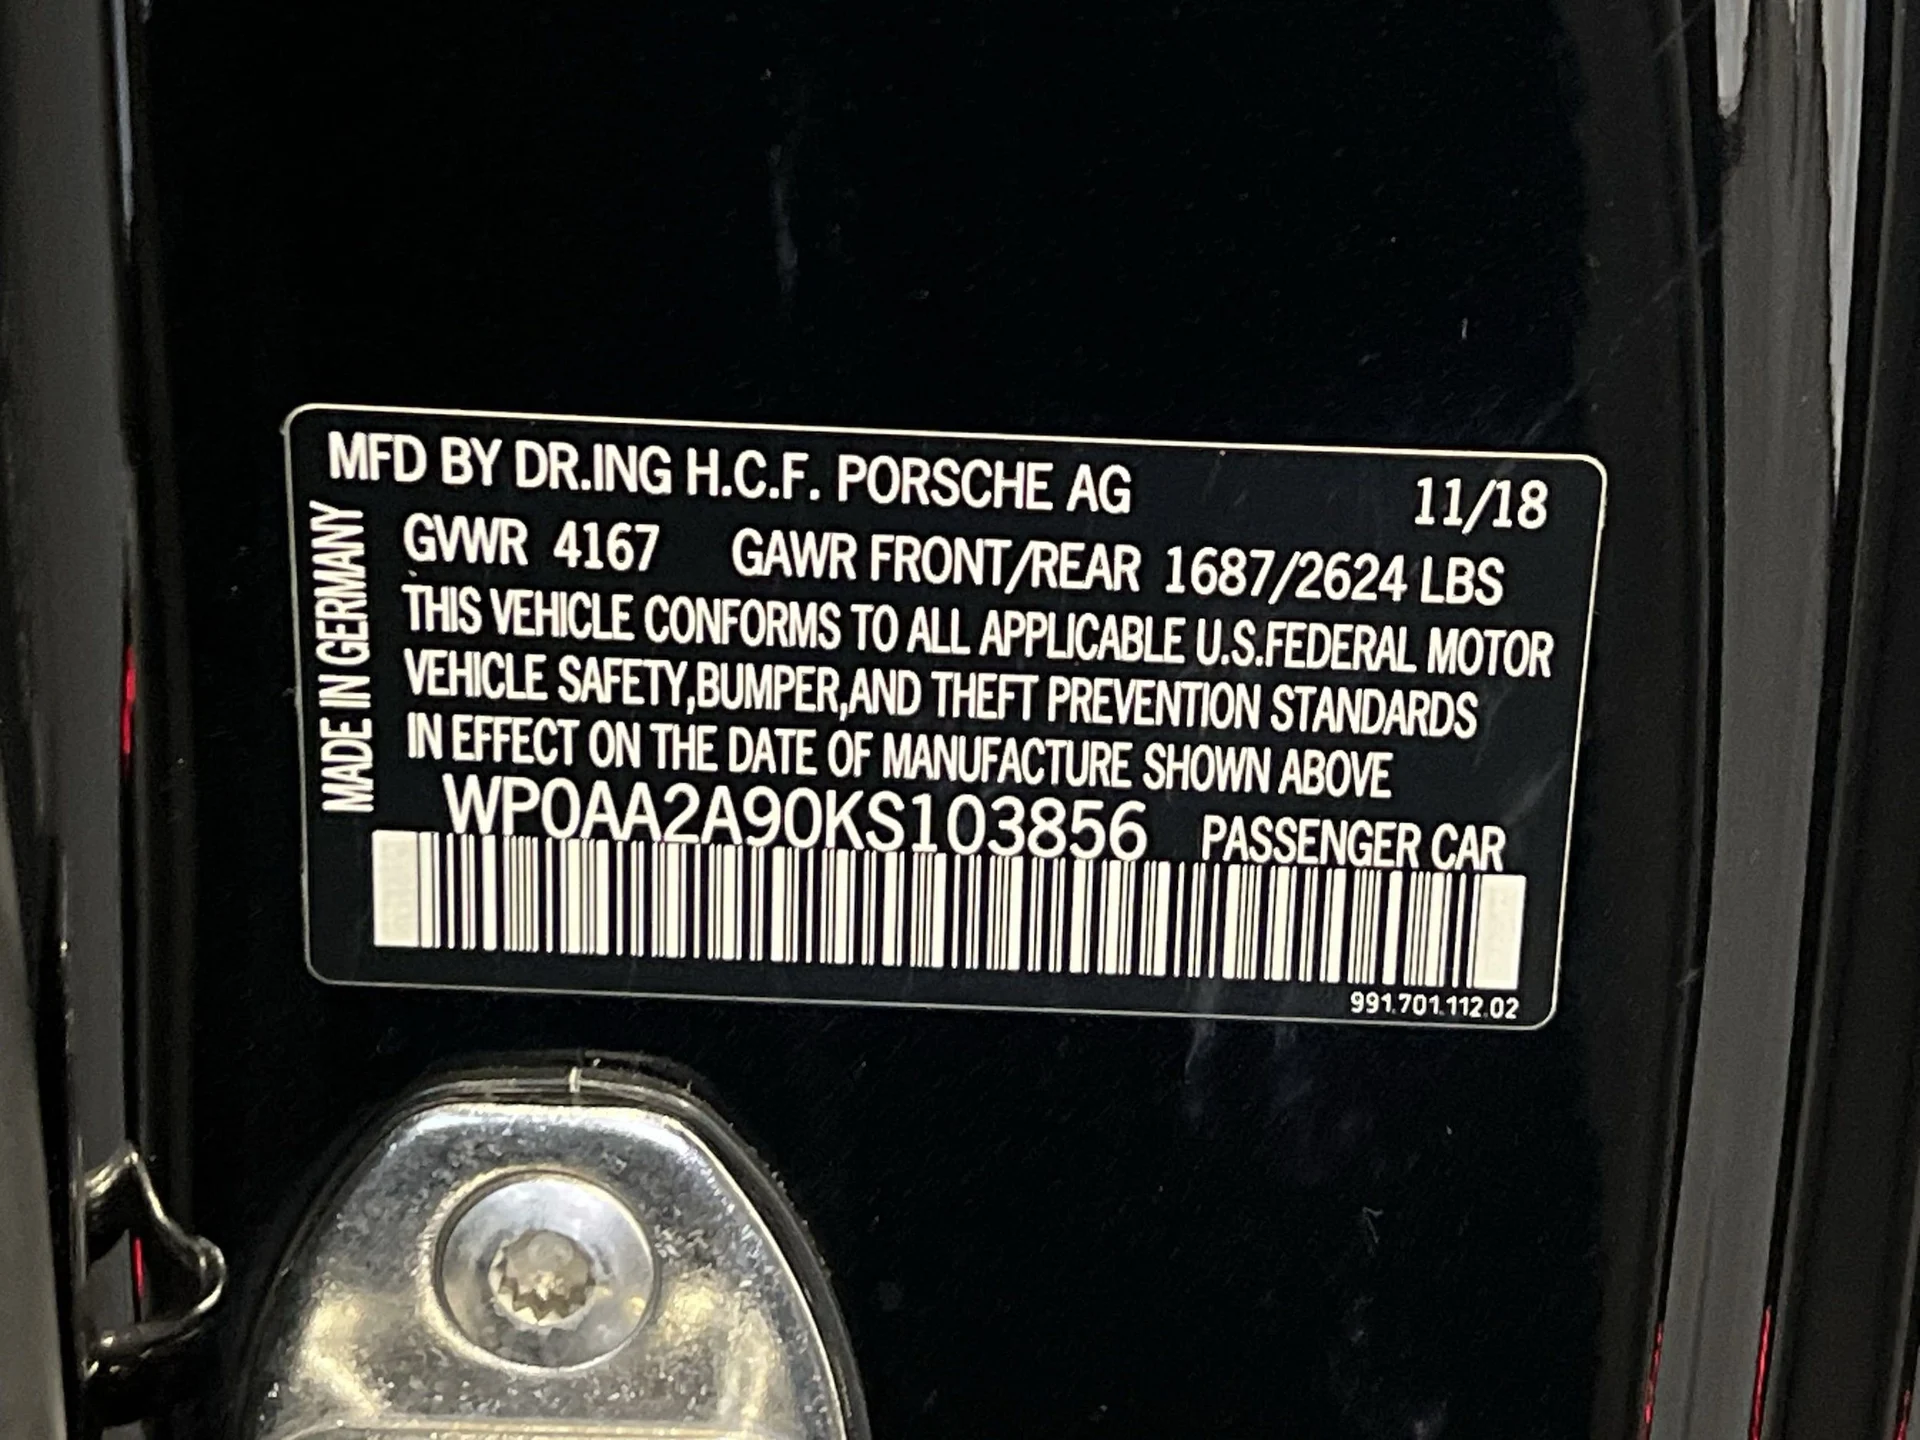 MFD BY DR.ING H.C.F. PORSCHE AG 11/18
MADE IN GERMANY
GVWR 4167 GAWR FRONT/REAR 1687/2624 LBS
THIS VEHICLE CONFORMS TO ALL APPLICABLE U.S.FEDERAL MOTOR
VEHICLE SAFETY,BUMPER,AND THEFT PREVENTION STANDARDS
IN EFFECT ON THE DATE OF MANUFACTURE SHOWN ABOVE
WP0AA2A90KS103856 PASSENGER CAR
991.701.112.02